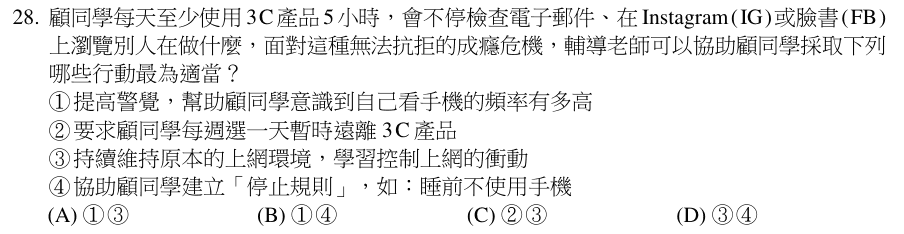 28. 顧同學每天至少使用3C產品5小時，會不停檢查電子郵件、在Instagram(IG)或臉書(FB)
上瀏覽別人在做什麼，面對這種無法抗拒的成癮危機，輔導老師可以協助顧同學採取下列
哪些行動最為適當？
①提高警覺，幫助顧同學意識到自己看手機的頻率有多高
②要求顧同學每週選一天暫時遠離3C產品
③持續維持原本的上網環境，學習控制上網的衝動
④協助顧同學建立「停止規則」，如：睡前不使用手機
(A)①③ (B)①④ (C)②③ (D)③④